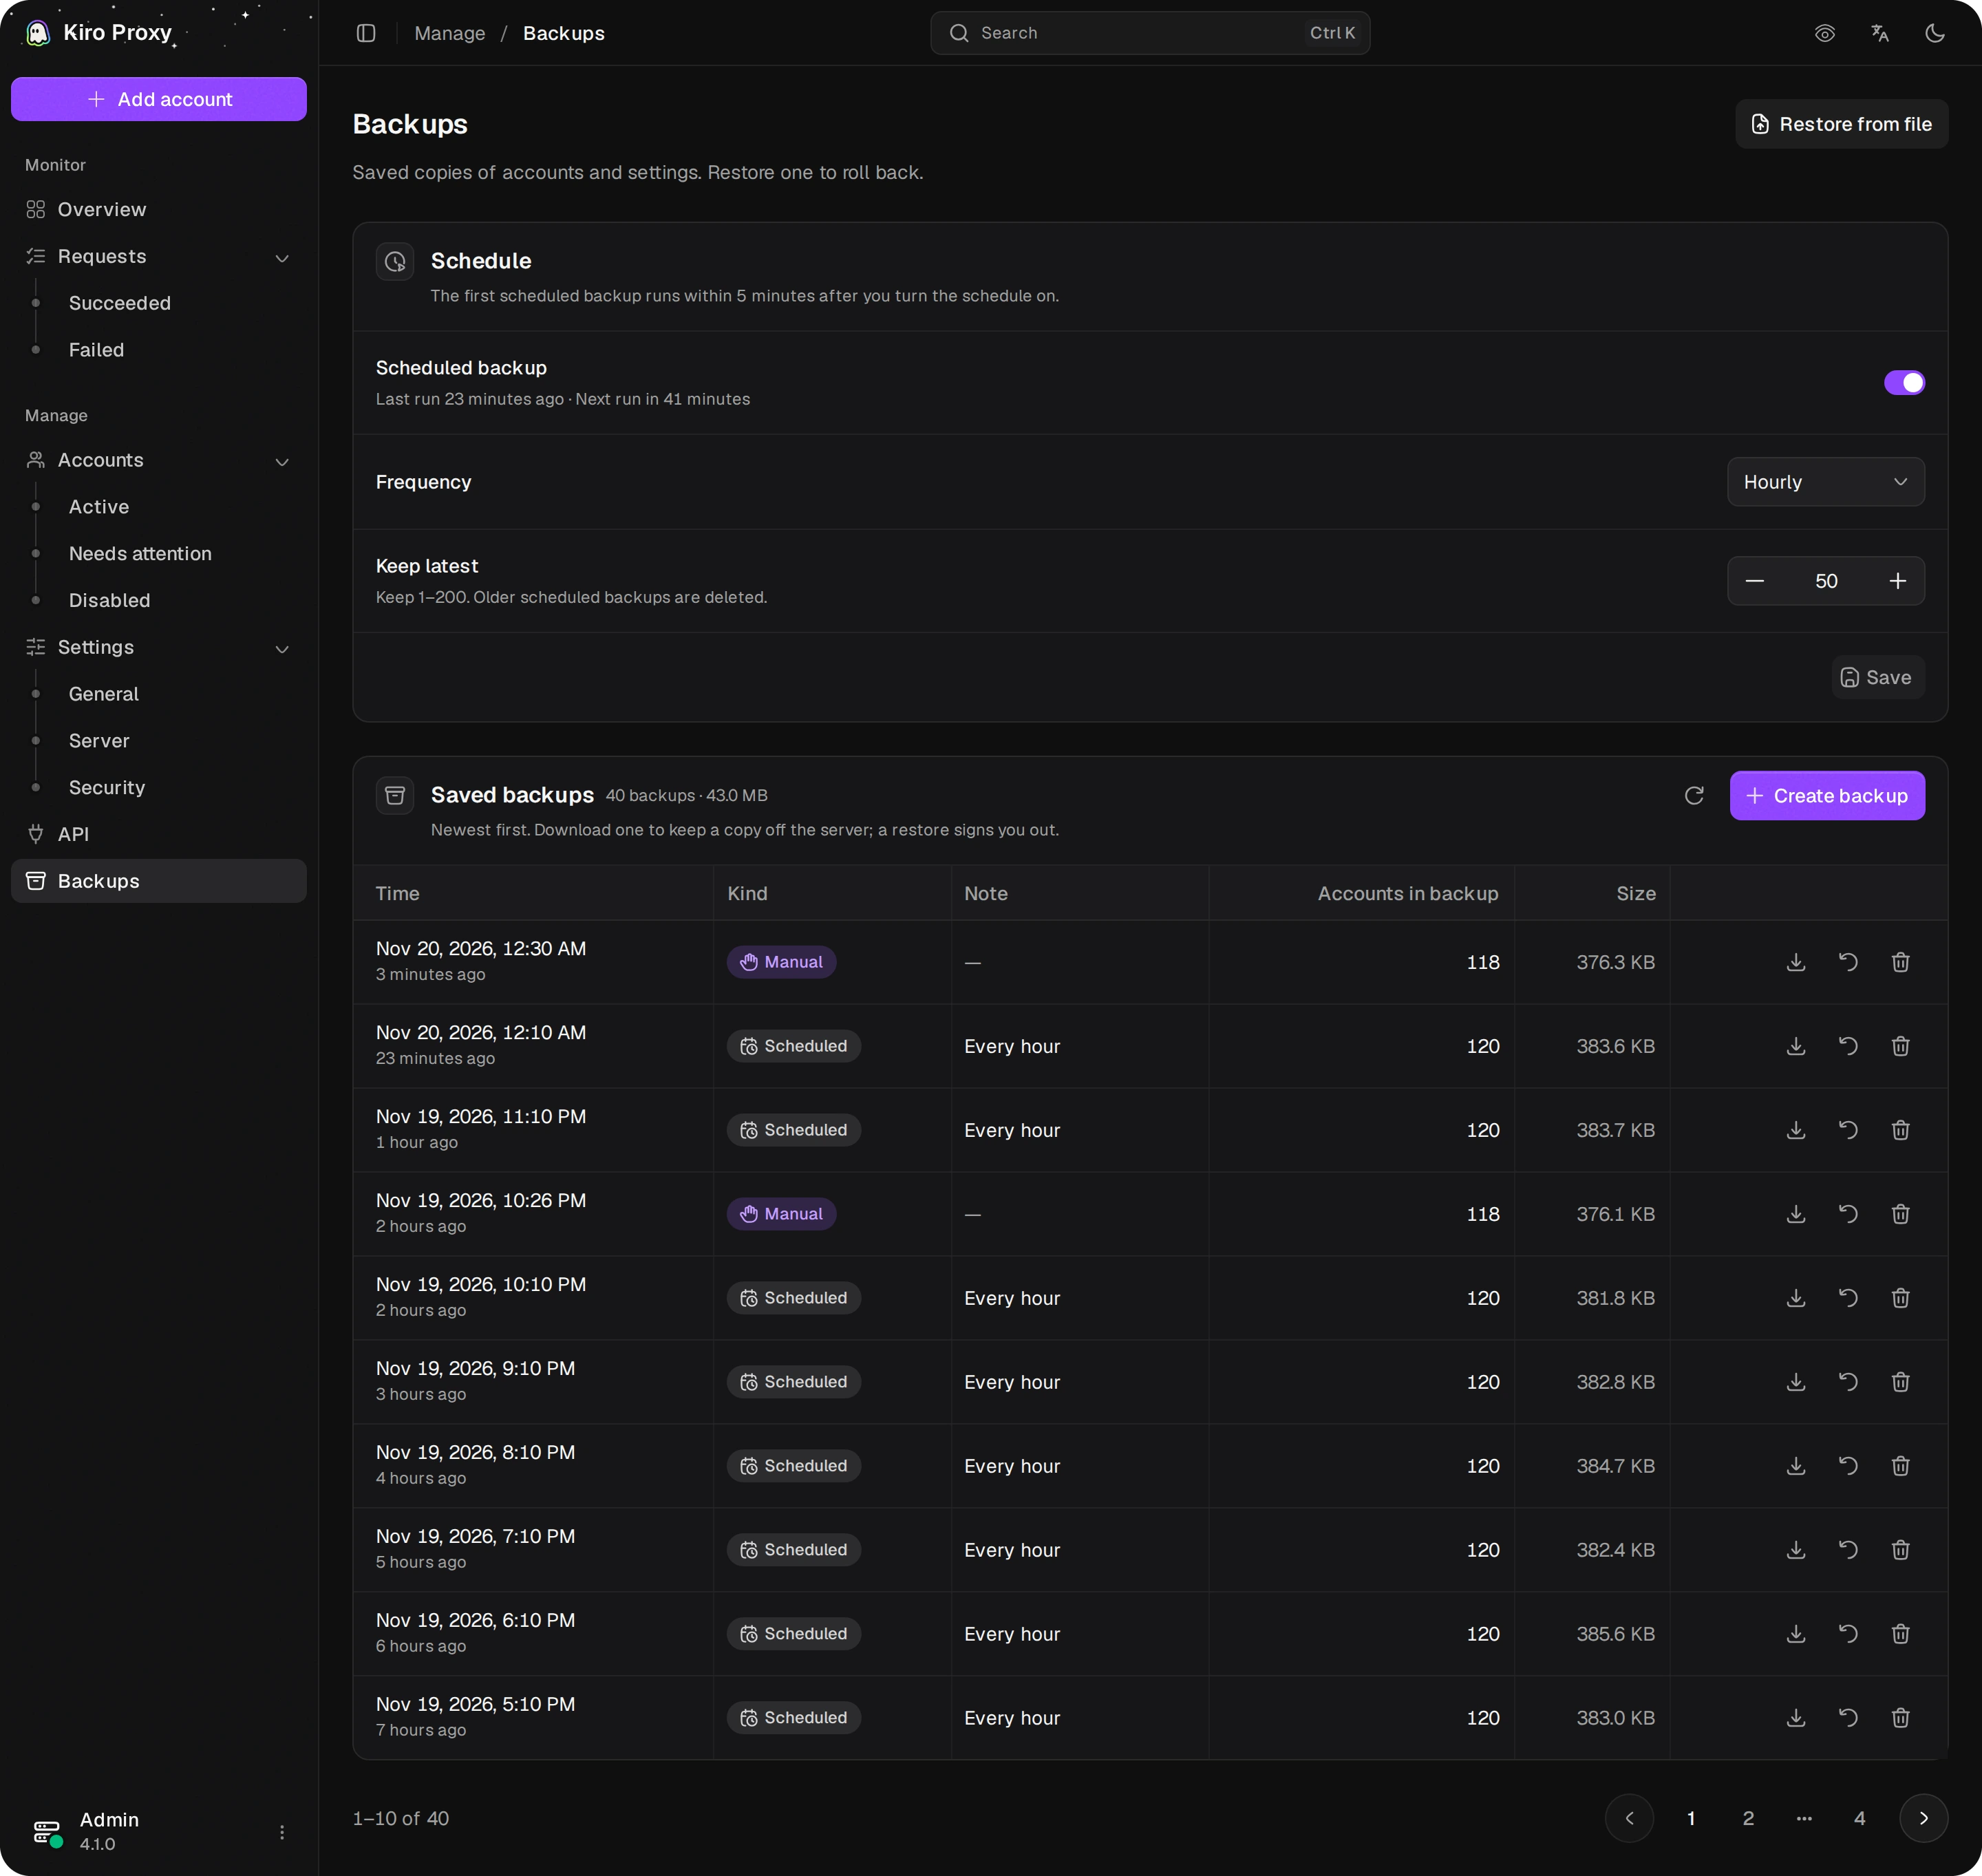 Kiro Proxy
Add account
Monitor
Overview
Requests
Succeeded
Failed
Manage
Accounts
Active
Needs attention
Disabled
Settings
General
Server
Security
API
Backups
Admin
4.1.0
Manage / Backups
Search
Ctrl K
Backups
Restore from file
Saved copies of accounts and settings. Restore one to roll back.
Schedule
The first scheduled backup runs within 5 minutes after you turn the schedule on.
Scheduled backup
Last run 23 minutes ago · Next run in 41 minutes
Frequency
Hourly
Keep latest
Keep 1–200. Older scheduled backups are deleted.
50
Save
Saved backups 40 backups · 43.0 MB
Create backup
Newest first. Download one to keep a copy off the server; a restore signs you out.
Time Kind Note Accounts in backup Size
Nov 20, 2026, 12:30 AM
3 minutes ago
Manual — 118 376.3 KB
Nov 20, 2026, 12:10 AM
23 minutes ago
Scheduled Every hour 120 383.6 KB
Nov 19, 2026, 11:10 PM
1 hour ago
Scheduled Every hour 120 383.7 KB
Nov 19, 2026, 10:26 PM
2 hours ago
Manual — 118 376.1 KB
Nov 19, 2026, 10:10 PM
2 hours ago
Scheduled Every hour 120 381.8 KB
Nov 19, 2026, 9:10 PM
3 hours ago
Scheduled Every hour 120 382.8 KB
Nov 19, 2026, 8:10 PM
4 hours ago
Scheduled Every hour 120 384.7 KB
Nov 19, 2026, 7:10 PM
5 hours ago
Scheduled Every hour 120 382.4 KB
Nov 19, 2026, 6:10 PM
6 hours ago
Scheduled Every hour 120 385.6 KB
Nov 19, 2026, 5:10 PM
7 hours ago
Scheduled Every hour 120 383.0 KB
1–10 of 40
1 2 ··· 4